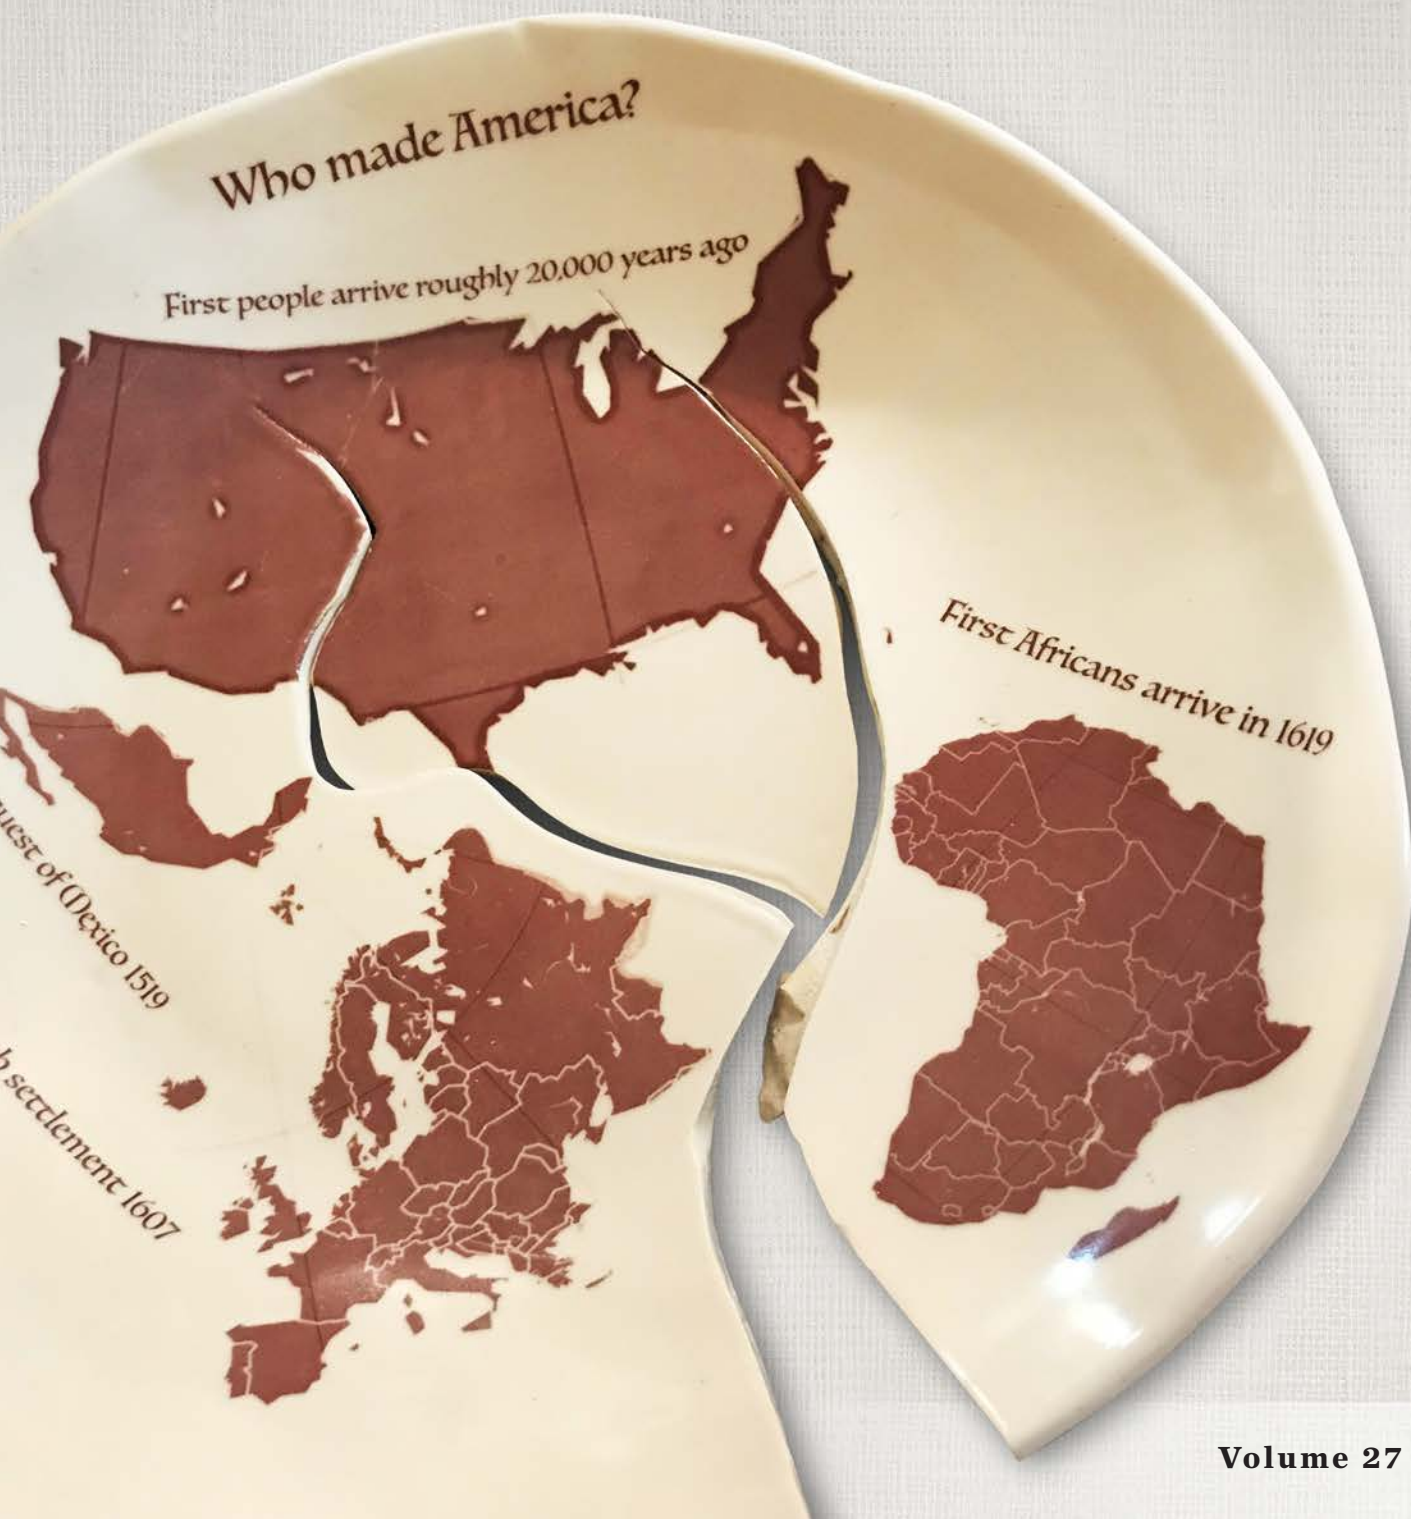 Who made America?
First people arrive roughly 20,000 years ago
First Africans arrive in 1619
of Mexico 1519
settlement 1607
Volume 27